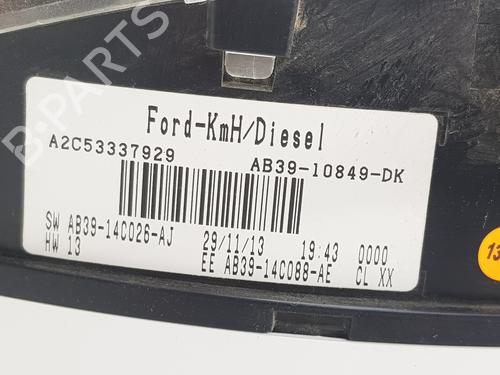 B-PARTS
Ford-KmH/Diesel
A2C53337929 AB39-10849-DK
SW AB39-14C026-AJ 29/11/13 19:43 0000
HW 13 EE AB39-14C088-AE CL XX
13